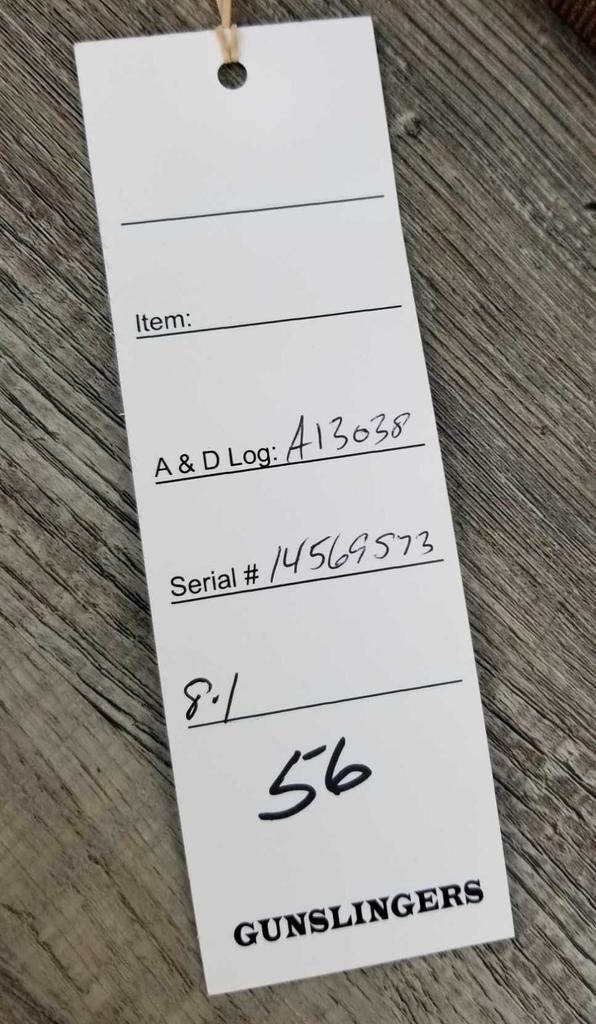 Item:
A & D Log: A13038
Serial # 14569573
8.1
56
GUNSLINGERS